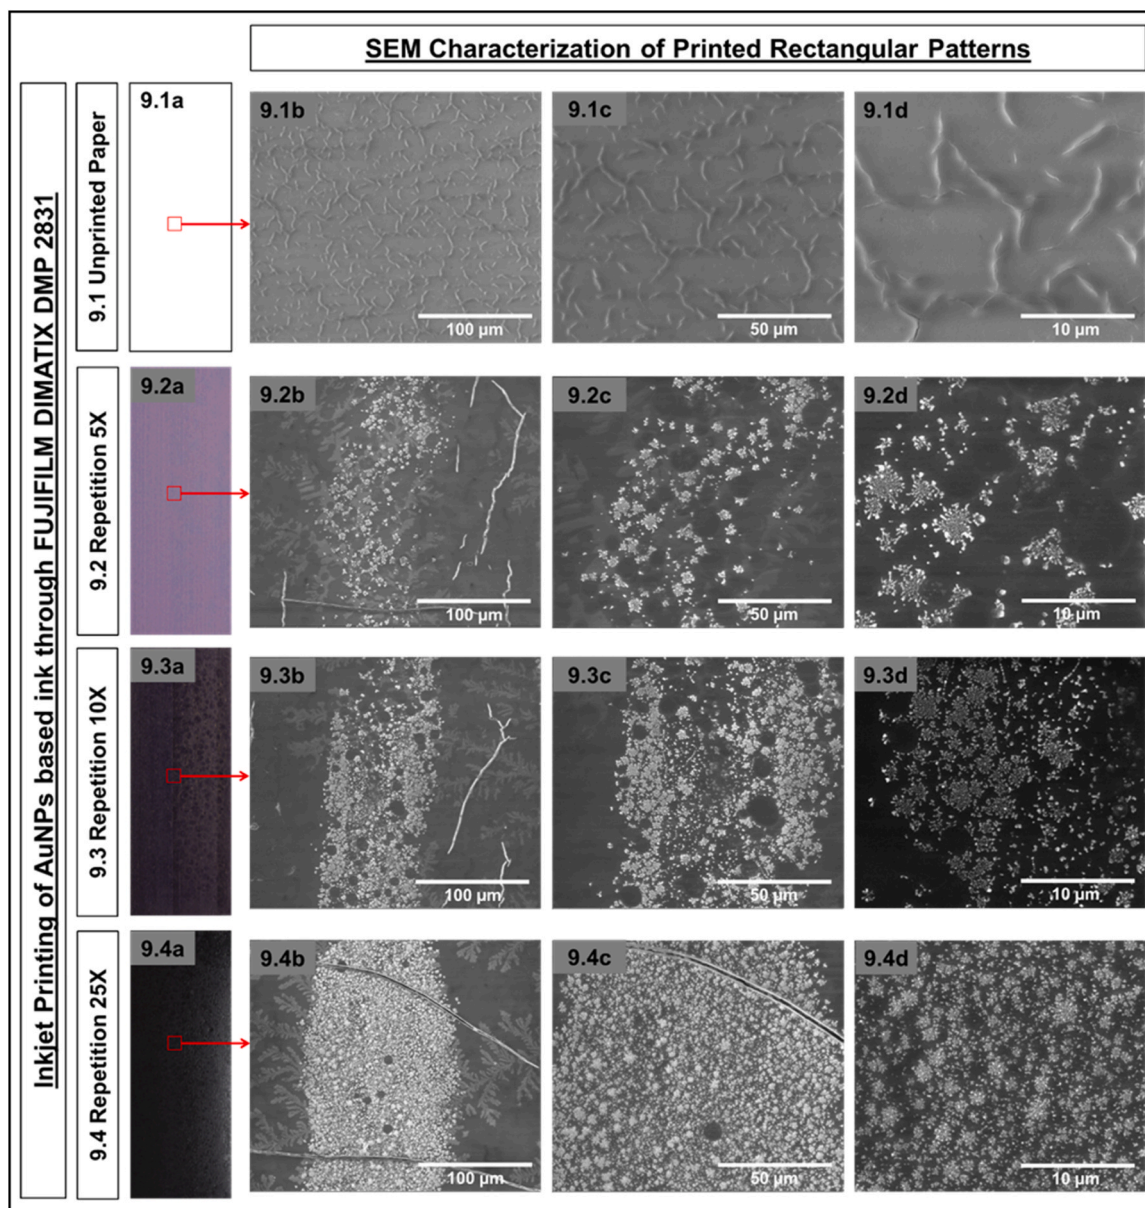 SEM Characterization of Printed Rectangular Patterns
Inkjet Printing of AuNPs based ink through FUJIFILM DIMATIX DMP 2831
9.1 Unprinted Paper
9.1a
9.1b
100 µm
9.1c
50 µm
9.1d
10 µm
9.2 Repetition 5X
9.2a
9.2b
100 µm
9.2c
50 µm
9.2d
10 µm
9.3 Repetition 10X
9.3a
9.3b
100 µm
9.3c
50 µm
9.3d
10 µm
9.4 Repetition 25X
9.4a
9.4b
100 µm
9.4c
50 µm
9.4d
10 µm